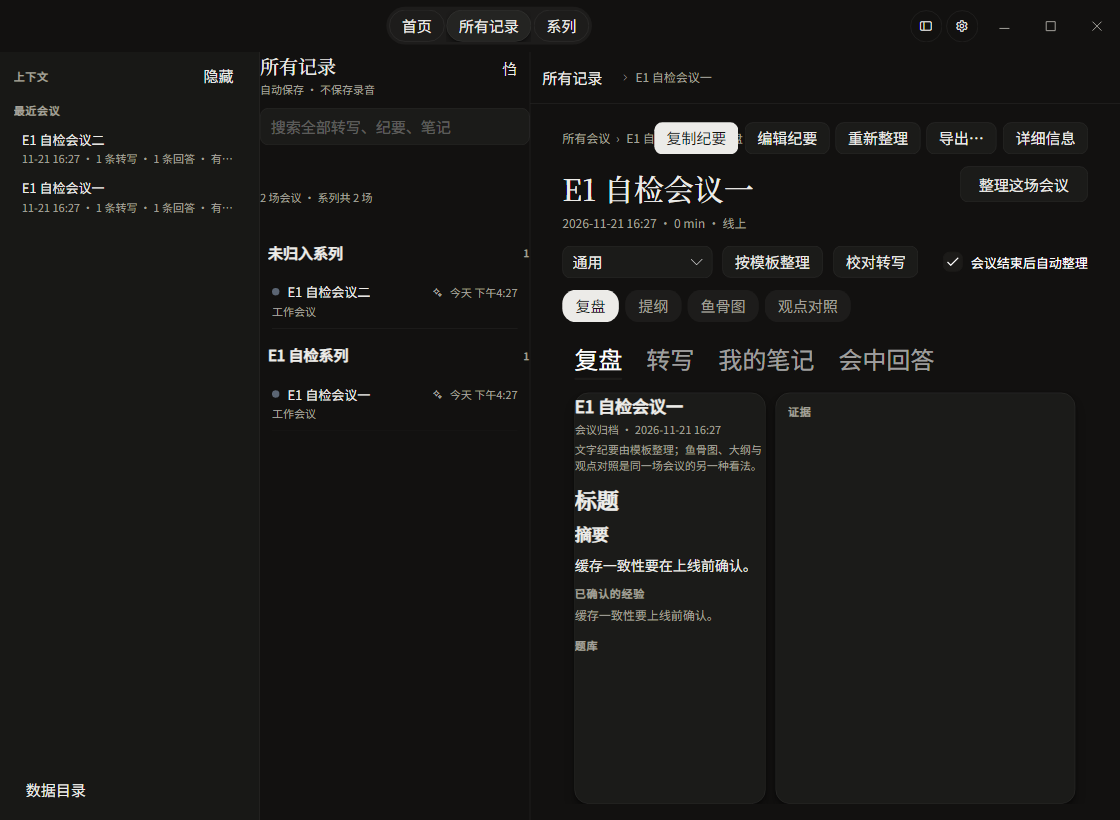 首页 所有记录 系列
上下文 隐藏
最近会议
E1 自检会议二
11-21 16:27 • 1 条转写 • 1 条回答 • 有…
E1 自检会议一
11-21 16:27 • 1 条转写 • 1 条回答 • 有…
数据目录
所有记录
自动保存 • 不保存录音
搜索全部转写、纪要、笔记
2 场会议 • 系列共 2 场
未归入系列 1
E1 自检会议二 今天 下午4:27
工作会议
E1 自检系列 1
E1 自检会议一 今天 下午4:27
工作会议
所有记录 › E1 自检会议一
所有会议 › E1 自
复制纪要 编辑纪要 重新整理 导出… 详细信息
E1 自检会议一 整理这场会议
2026-11-21 16:27 • 0 min • 线上
通用 按模板整理 校对转写 会议结束后自动整理
复盘 提纲 鱼骨图 观点对照
复盘 转写 我的笔记 会中回答
E1 自检会议一
会议归档 • 2026-11-21 16:27
文字纪要由模板整理；鱼骨图、大纲与
观点对照是同一场会议的另一种看法。
标题
摘要
缓存一致性要在上线前确认。
已确认的经验
缓存一致性要上线前确认。
题库
证据